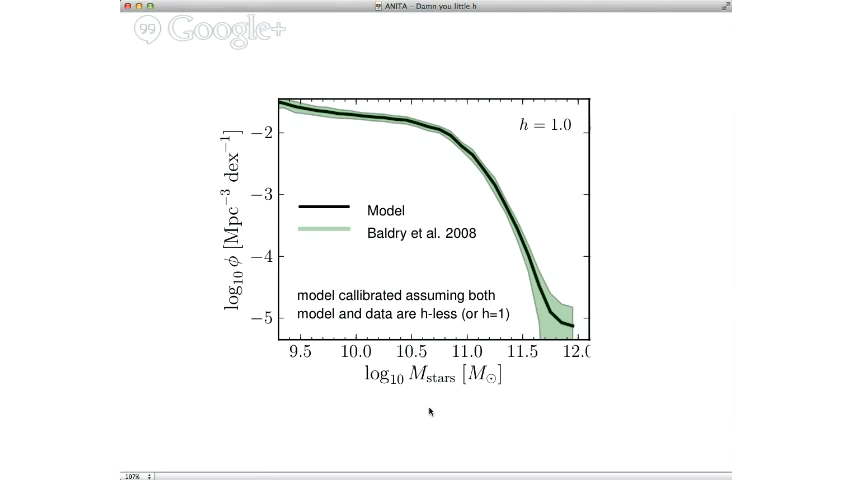 ANITA – Damn you little h
Google+
h = 1.0
−2
−3
−4
−5
log₁₀ ϕ [Mpc⁻³ dex⁻¹]
Model
Baldry et al. 2008
model callibrated assuming both
model and data are h-less (or h=1)
9.5 10.0 10.5 11.0 11.5 12.0
log₁₀ Mstars [M⊙]
107%